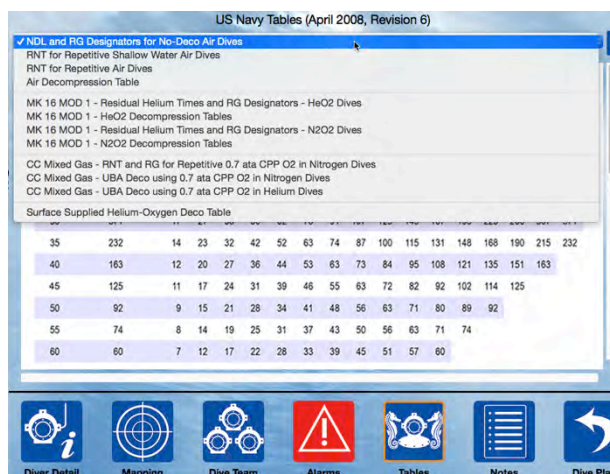 US Navy Tables (April 2008, Revision 6)
✓ NDL and RG Designators for No-Deco Air Dives
RNT for Repetitive Shallow Water Air Dives
RNT for Repetitive Air Dives
Air Decompression Table
MK 16 MOD 1 - Residual Helium Times and RG Designators - HeO2 Dives
MK 16 MOD 1 - HeO2 Decompression Tables
MK 16 MOD 1 - Residual Helium Times and RG Designators - N2O2 Dives
MK 16 MOD 1 - N2O2 Decompression Tables
CC Mixed Gas - RNT and RG for Repetitive 0.7 ata CPP O2 in Nitrogen Dives
CC Mixed Gas - UBA Deco using 0.7 ata CPP O2 in Nitrogen Dives
CC Mixed Gas - UBA Deco using 0.7 ata CPP O2 in Helium Dives
Surface Supplied Helium-Oxygen Deco Table
35 232 14 23 32 42 52 63 74 87 100 115 131 148 168 190 215 232
40 163 12 20 27 36 44 53 63 73 84 95 108 121 135 151 163
45 125 11 17 24 31 39 46 55 63 72 82 92 102 114 125
50 92 9 15 21 28 34 41 48 56 63 71 80 89 92
55 74 8 14 19 25 31 37 43 50 56 63 71 74
60 60 7 12 17 22 28 33 39 45 51 57 60
Diver Detail Mapping Dive Team Alarms Tables Notes Dive Pla